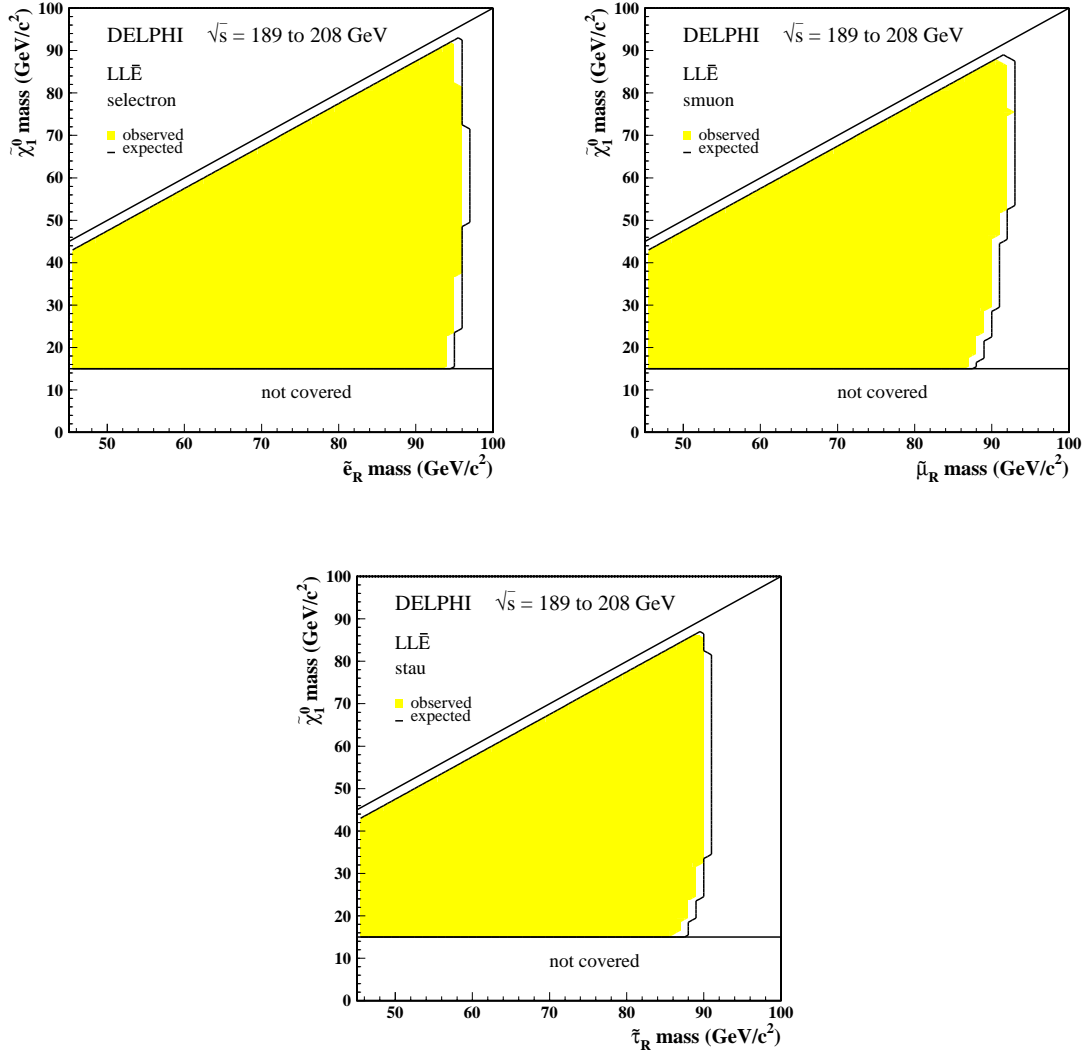 DELPHI √s = 189 to 208 GeV
LLĒ
selectron
observed
expected
not covered
χ̃₁⁰ mass (GeV/c²)
0
10
20
30
40
50
60
70
80
90
100
50
60
70
80
90
100
ẽ_R mass (GeV/c²)
DELPHI √s = 189 to 208 GeV
LLĒ
smuon
observed
expected
not covered
χ̃₁⁰ mass (GeV/c²)
0
10
20
30
40
50
60
70
80
90
100
50
60
70
80
90
100
μ̃_R mass (GeV/c²)
DELPHI √s = 189 to 208 GeV
LLĒ
stau
observed
expected
not covered
χ̃₁⁰ mass (GeV/c²)
0
10
20
30
40
50
60
70
80
90
100
50
60
70
80
90
100
τ̃_R mass (GeV/c²)